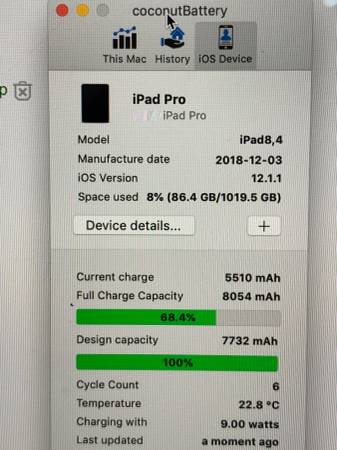 coconutBattery
This Mac History iOS Device
p
iPad Pro
iPad Pro
Model iPad8,4
Manufacture date 2018-12-03
iOS Version 12.1.1
Space used 8% (86.4 GB/1019.5 GB)
Device details... +
Current charge 5510 mAh
Full Charge Capacity 8054 mAh
68.4%
Design capacity 7732 mAh
100%
Cycle Count 6
Temperature 22.8 °C
Charging with 9.00 watts
Last updated a moment ago